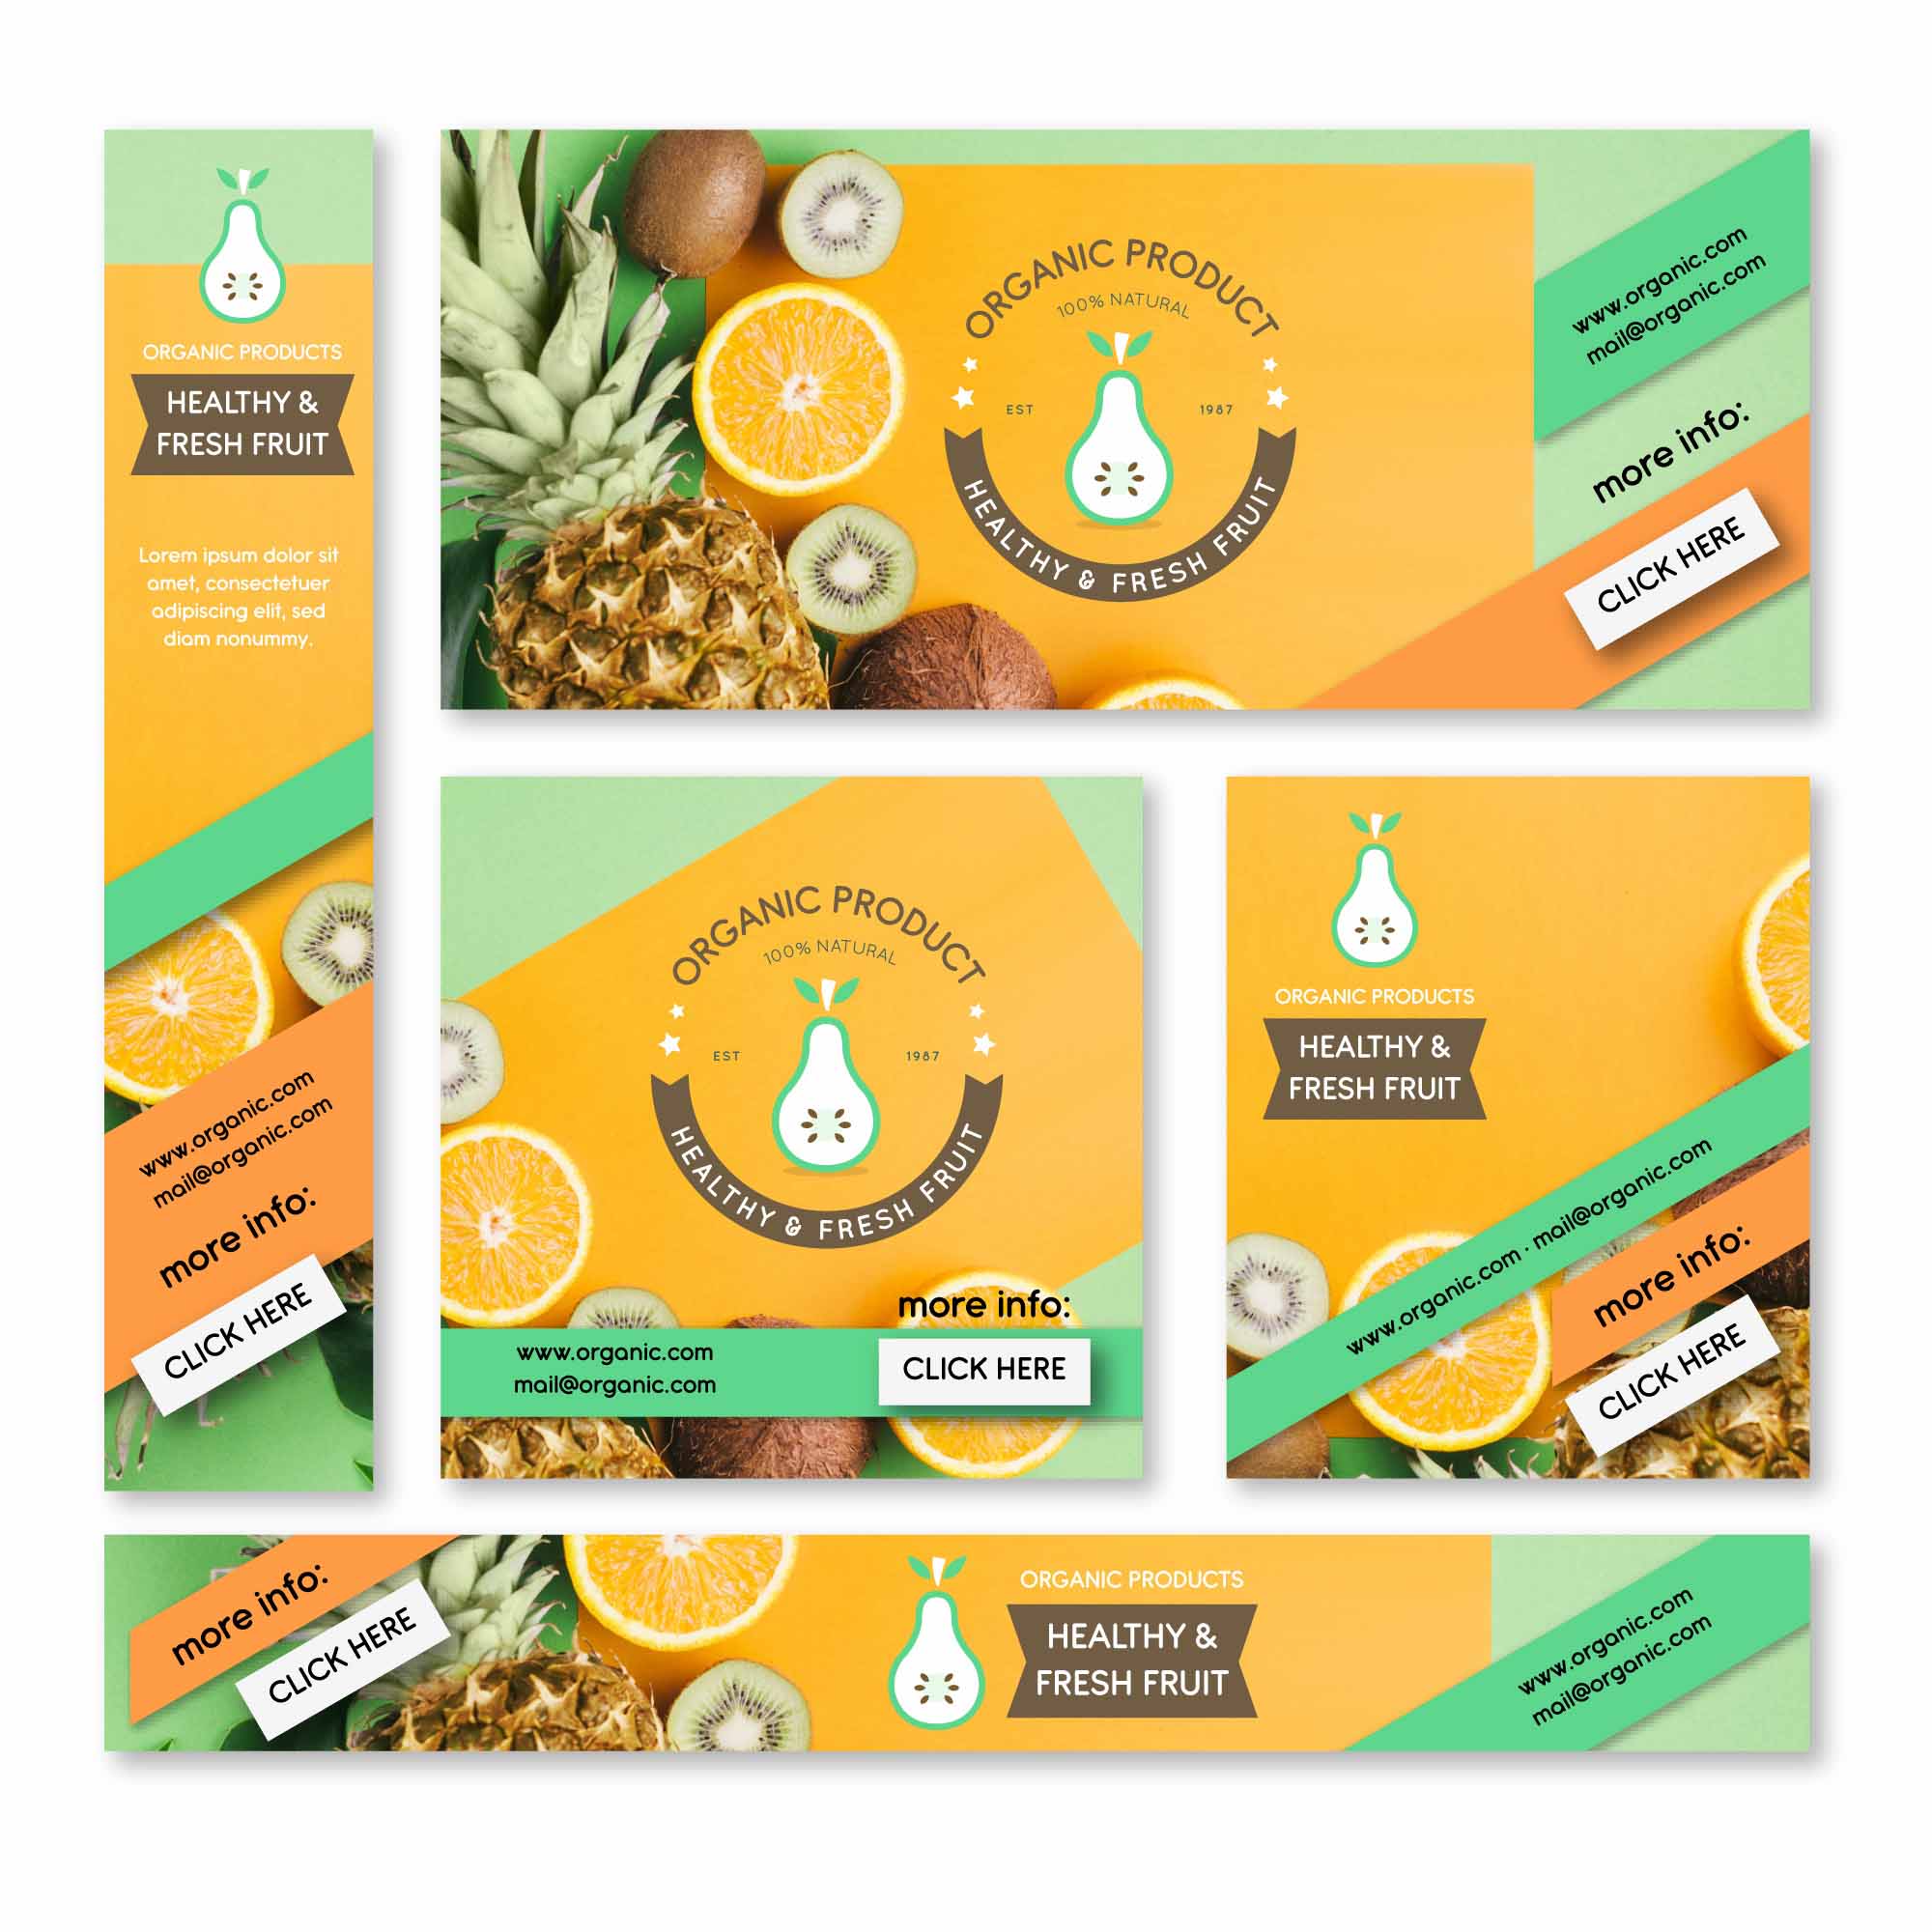 ORGANIC PRODUCTS
HEALTHY &
FRESH FRUIT
Lorem ipsum dolor sit
amet, consectetuer
adipiscing elit, sed
diam nonummy.
www.organic.com
mail@organic.com
more info:
CLICK HERE
ORGANIC PRODUCT
100% NATURAL
EST 1987
HEALTHY & FRESH FRUIT
www.organic.com
mail@organic.com
more info:
CLICK HERE
ORGANIC PRODUCT
100% NATURAL
EST 1987
HEALTHY & FRESH FRUIT
more info:
www.organic.com
mail@organic.com
CLICK HERE
ORGANIC PRODUCTS
HEALTHY &
FRESH FRUIT
www.organic.com · mail@organic.com
more info:
CLICK HERE
more info:
CLICK HERE
ORGANIC PRODUCTS
HEALTHY &
FRESH FRUIT
www.organic.com
mail@organic.com